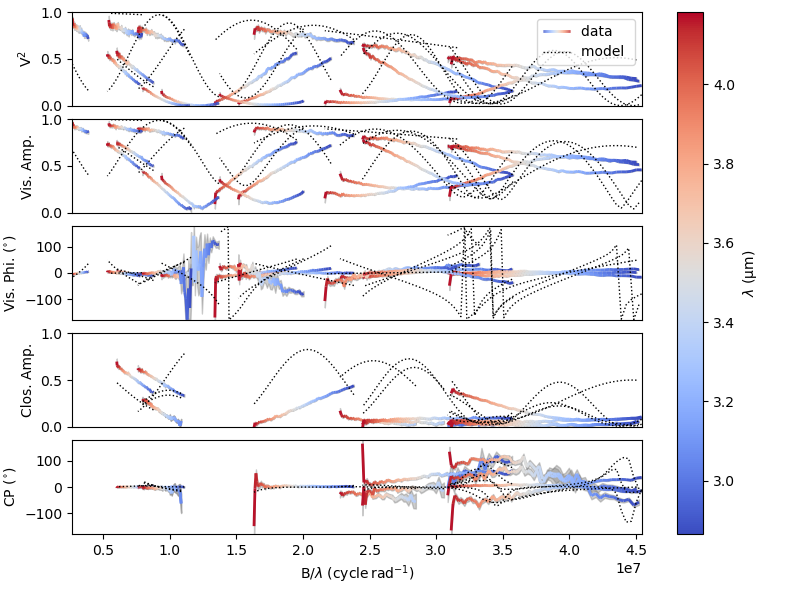 1.0
0.5
0.0
V²
data
model
1.0
0.5
0.0
Vis. Amp.
100
0
−100
Vis. Phi. (°)
1.0
0.5
0.0
Clos. Amp.
100
0
−100
CP (°)
0.5 1.0 1.5 2.0 2.5 3.0 3.5 4.0 4.5
1e7
B/λ (cycle rad⁻¹)
4.0
3.8
3.6
3.4
3.2
3.0
λ (µm)